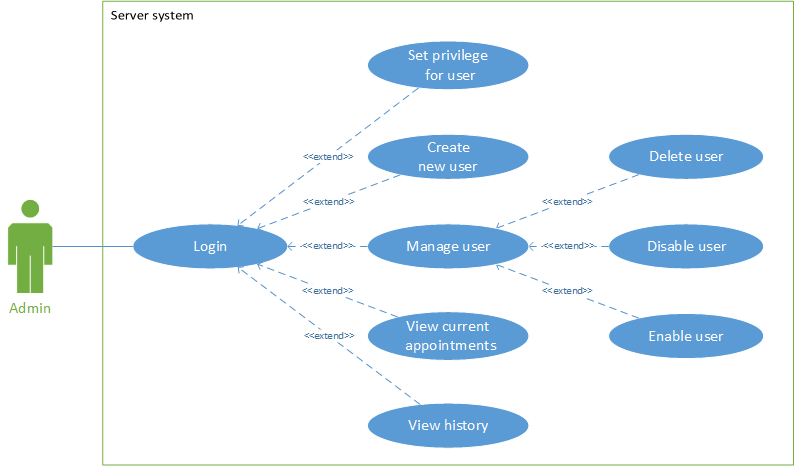 Server system
Set privilege
for user
<<extend>>
Create
new user
Delete user
<<extend>>
<<extend>>
Login
<<extend>>
Manage user
<<extend>>
Disable user
Admin
<<extend>>
<<extend>>
View current
appointments
<<extend>>
Enable user
View history